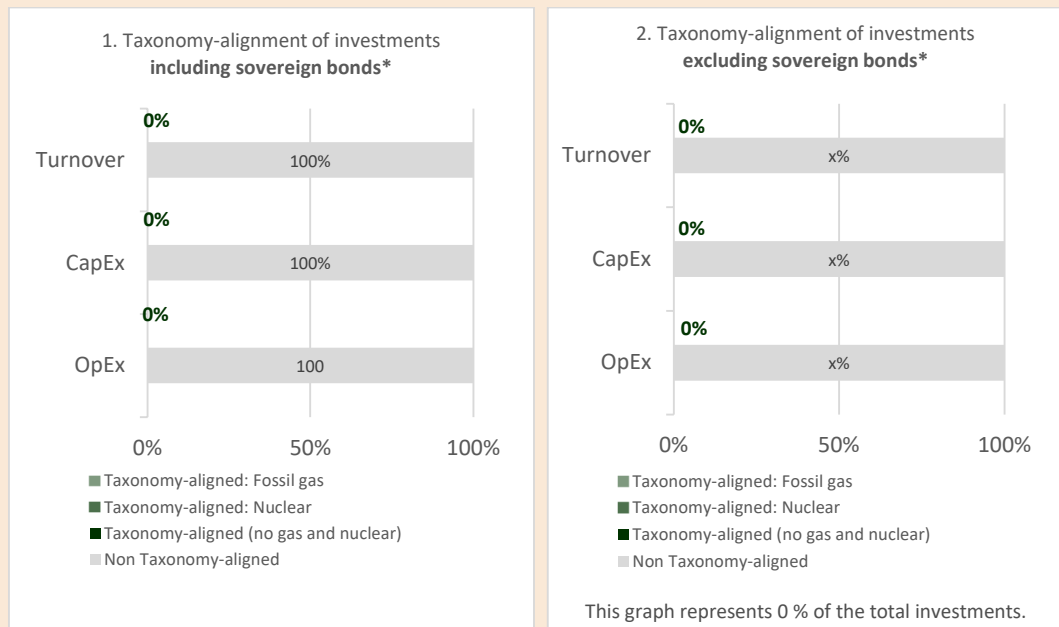 1. Taxonomy-alignment of investments
including sovereign bonds*
0%
Turnover
100%
0%
CapEx
100%
0%
OpEx
100
0%
50%
100%
Taxonomy-aligned: Fossil gas
Taxonomy-aligned: Nuclear
Taxonomy-aligned (no gas and nuclear)
Non Taxonomy-aligned
2. Taxonomy-alignment of investments
excluding sovereign bonds*
0%
Turnover
x%
0%
CapEx
x%
0%
OpEx
x%
0%
50%
100%
Taxonomy-aligned: Fossil gas
Taxonomy-aligned: Nuclear
Taxonomy-aligned (no gas and nuclear)
Non Taxonomy-aligned
This graph represents 0 % of the total investments.